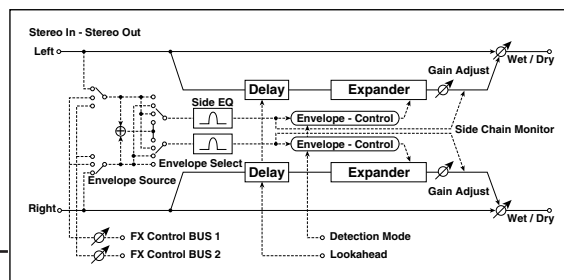 Stereo In - Stereo Out
Left
Wet / Dry
Gain Adjust
Side EQ
Delay
Expander
Envelope - Control
Side Chain Monitor
Envelope - Control
Envelope Select
Envelope Source
Delay
Expander
Gain Adjust
Right
Wet / Dry
FX Control BUS 1
Detection Mode
FX Control BUS 2
Lookahead